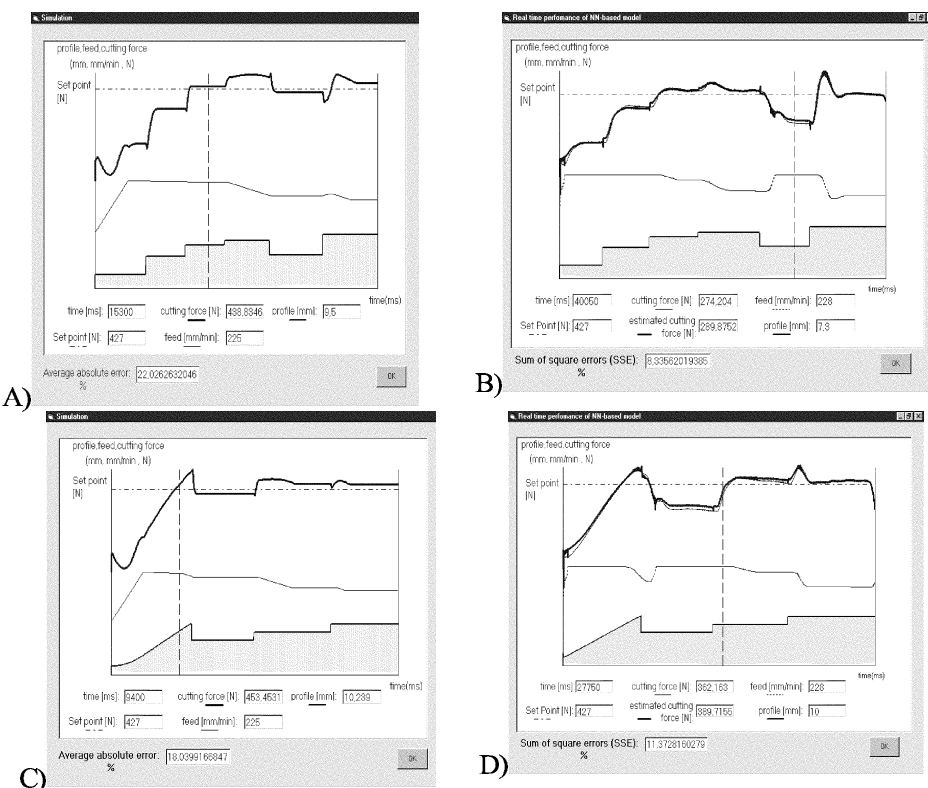 Simulation
profile,feed,cutting force
(mm, mm/min , N)
Set point
[N]
time(ms)
time [ms]: 15300 cutting force [N]: 438,8346 profile [mm]: 9,5
Set point [N]: 427 feed [mm/min]: 225
Average absolute error: 22,0262632046
%
OK
A)
Real time perfomance of NN-based model
profile,feed,cutting force
(mm, mm/min , N)
Set point
[N]
time(ms)
time [ms]: 40050 cutting force [N]: 274,204 feed [mm/min]: 228
Set Point [N]: 427 estimated cutting force [N]: 289,8752 profile [mm]: 7,3
Sum of square errors (SSE): 8,33562019385
%
OK
B)
Simulation
profile,feed,cutting force
(mm, mm/min , N)
Set point
[N]
time(ms)
time [ms]: 9400 cutting force [N]: 453,4531 profile [mm]: 10,289
Set point [N]: 427 feed [mm/min]: 225
Average absolute error: 18,0399166847
%
OK
C)
Real time perfomance of NN-based model
profile,feed,cutting force
(mm, mm/min , N)
Set point
[N]
time(ms)
time [ms]: 27750 cutting force [N]: 362,163 feed [mm/min]: 228
Set Point [N]: 427 estimated cutting force [N]: 389,7155 profile [mm]: 10
Sum of square errors (SSE): 11,3728160279
%
OK
D)